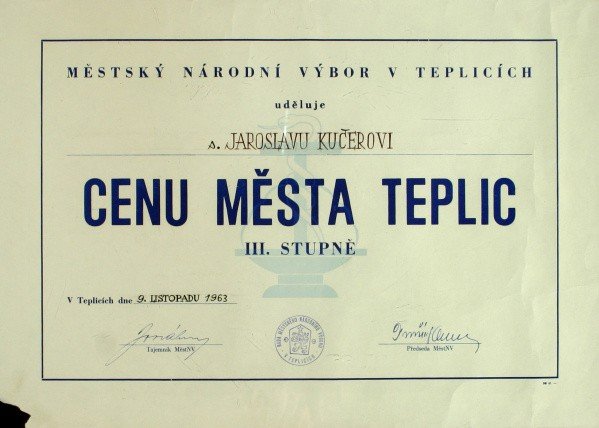 MĚSTSKÝ NÁRODNÍ VÝBOR V TEPLICÍCH
uděluje
s. JAROSLAVU KUČEROVI
CENU MĚSTA TEPLIC
III. STUPNĚ
V Teplicích dne 9. LISTOPADU 1963
Tajemník MěstNV
Předseda MěstNV